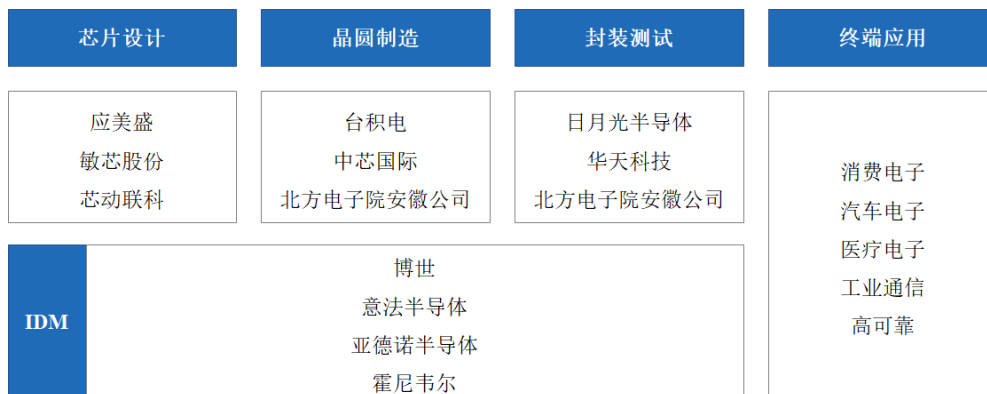 芯片设计
晶圆制造
封装测试
终端应用
应美盛
敏芯股份
芯动联科
台积电
中芯国际
北方电子院安徽公司
日月光半导体
华天科技
北方电子院安徽公司
消费电子
汽车电子
医疗电子
工业通信
高可靠
IDM
博世
意法半导体
亚德诺半导体
霍尼韦尔